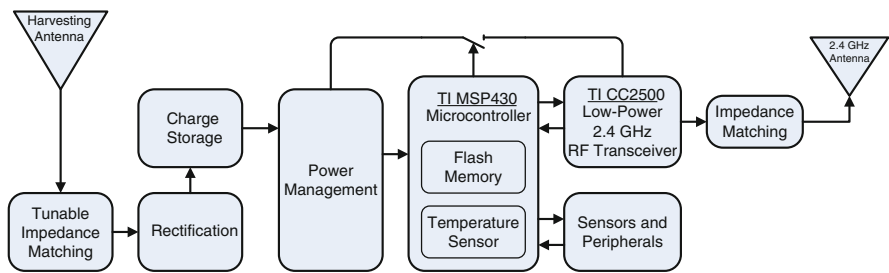 Harvesting
Antenna
Tunable
Impedance
Matching
Rectification
Charge
Storage
Power
Management
TI MSP430
Microcontroller
Flash
Memory
Temperature
Sensor
TI CC2500
Low-Power
2.4 GHz
RF Transceiver
Sensors and
Peripherals
Impedance
Matching
2.4 GHz
Antenna